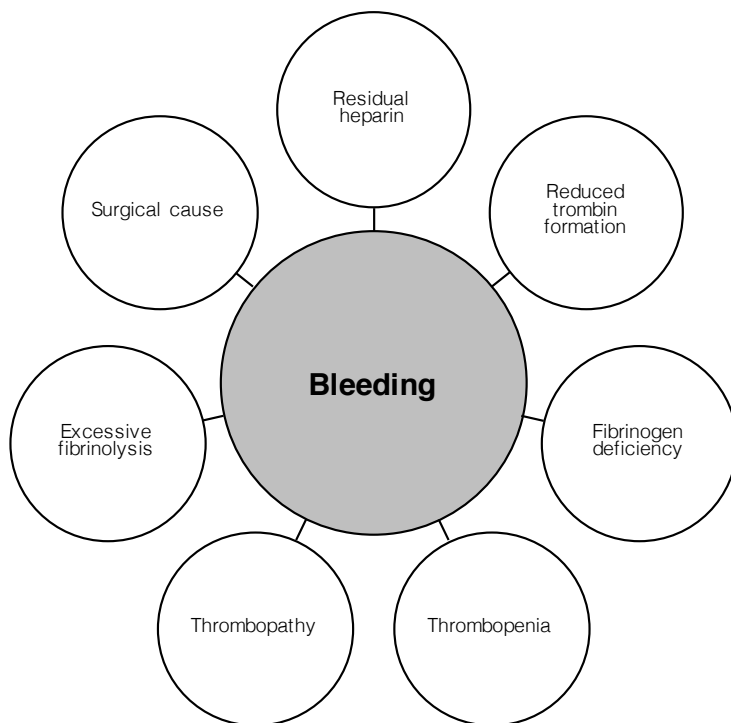 Residual
heparin
Reduced
trombin
formation
Surgical cause
Bleeding
Excessive
fibrinolysis
Fibrinogen
deficiency
Thrombopathy
Thrombopenia